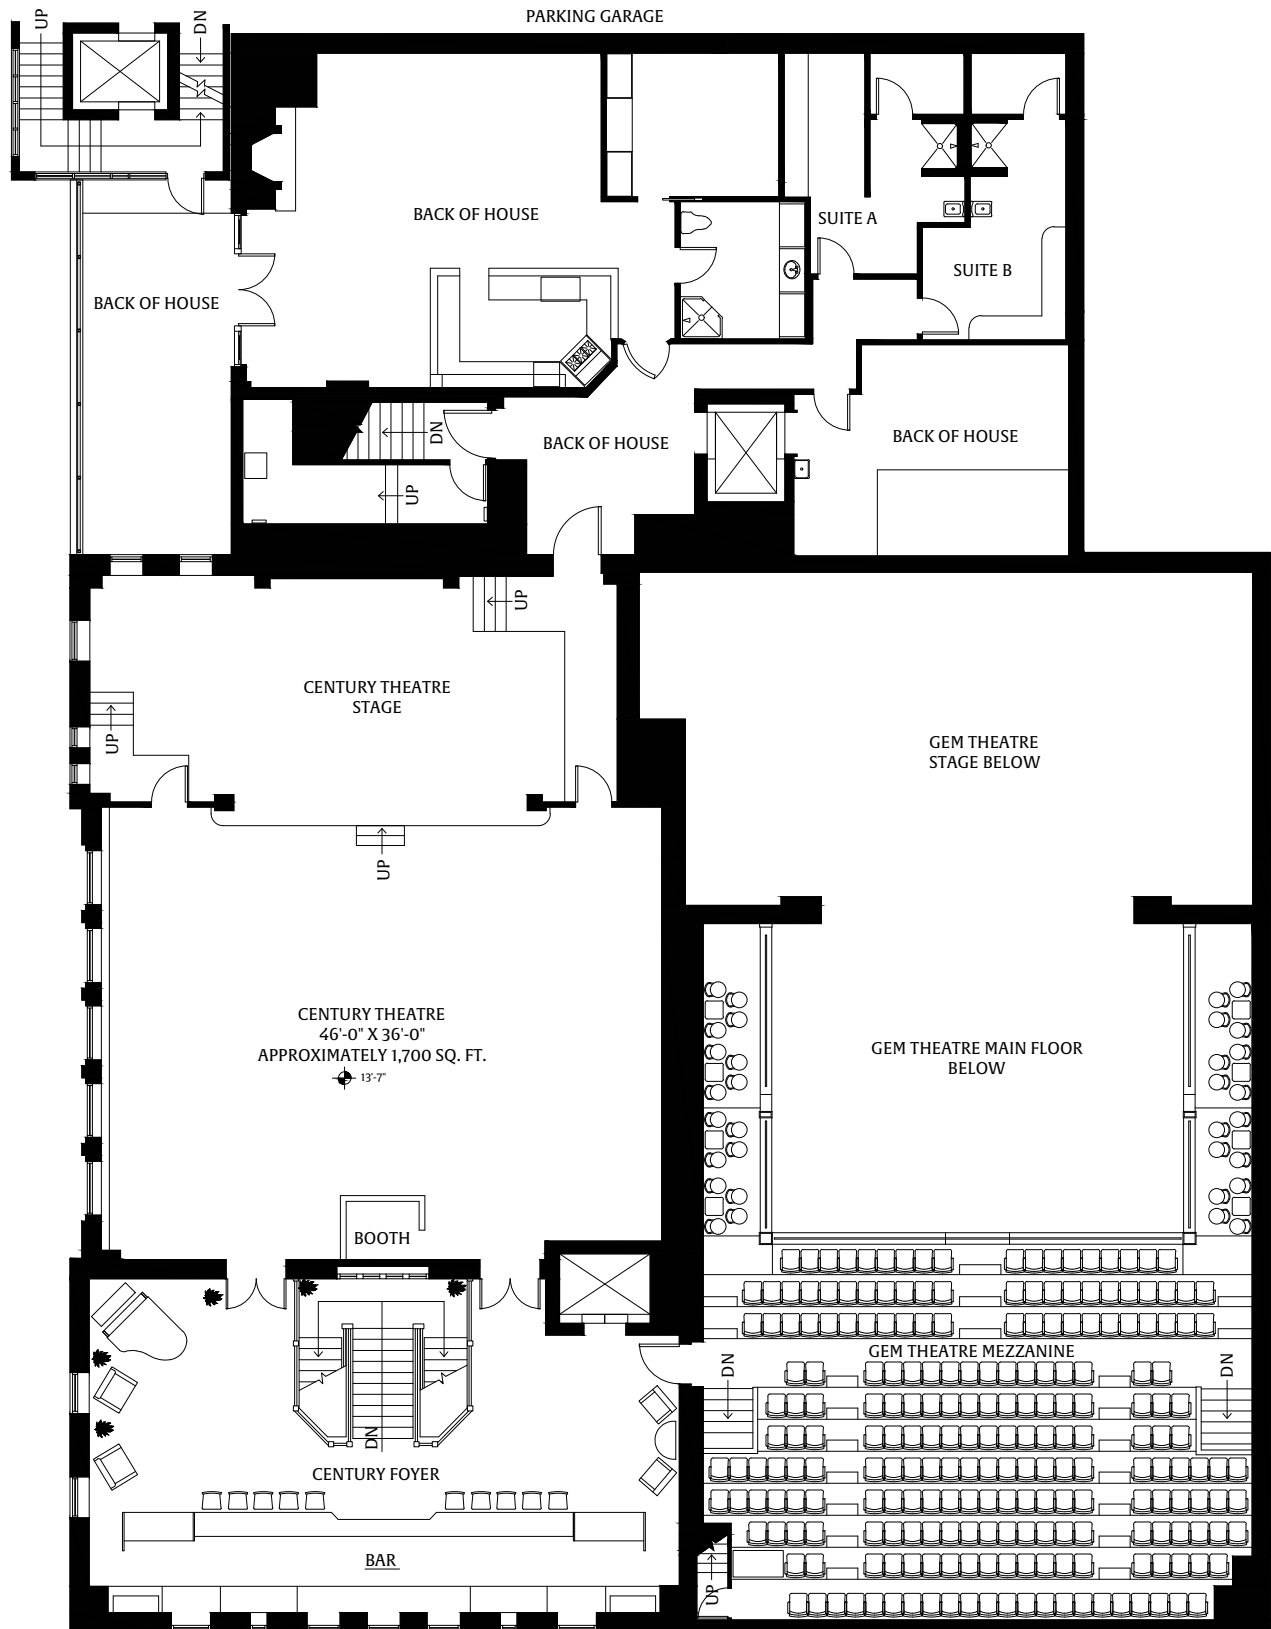 PARKING GARAGE
UP
DN
BACK OF HOUSE
SUITE A
SUITE B
BACK OF HOUSE
DN
BACK OF HOUSE
BACK OF HOUSE
UP
UP
CENTURY THEATRE
STAGE
UP
GEM THEATRE
STAGE BELOW
UP
CENTURY THEATRE
46'-0" X 36'-0"
APPROXIMATELY 1,700 SQ. FT.
13'-7"
GEM THEATRE MAIN FLOOR
BELOW
BOOTH
GEM THEATRE MEZZANINE
DN
DN
DN
CENTURY FOYER
BAR
UP